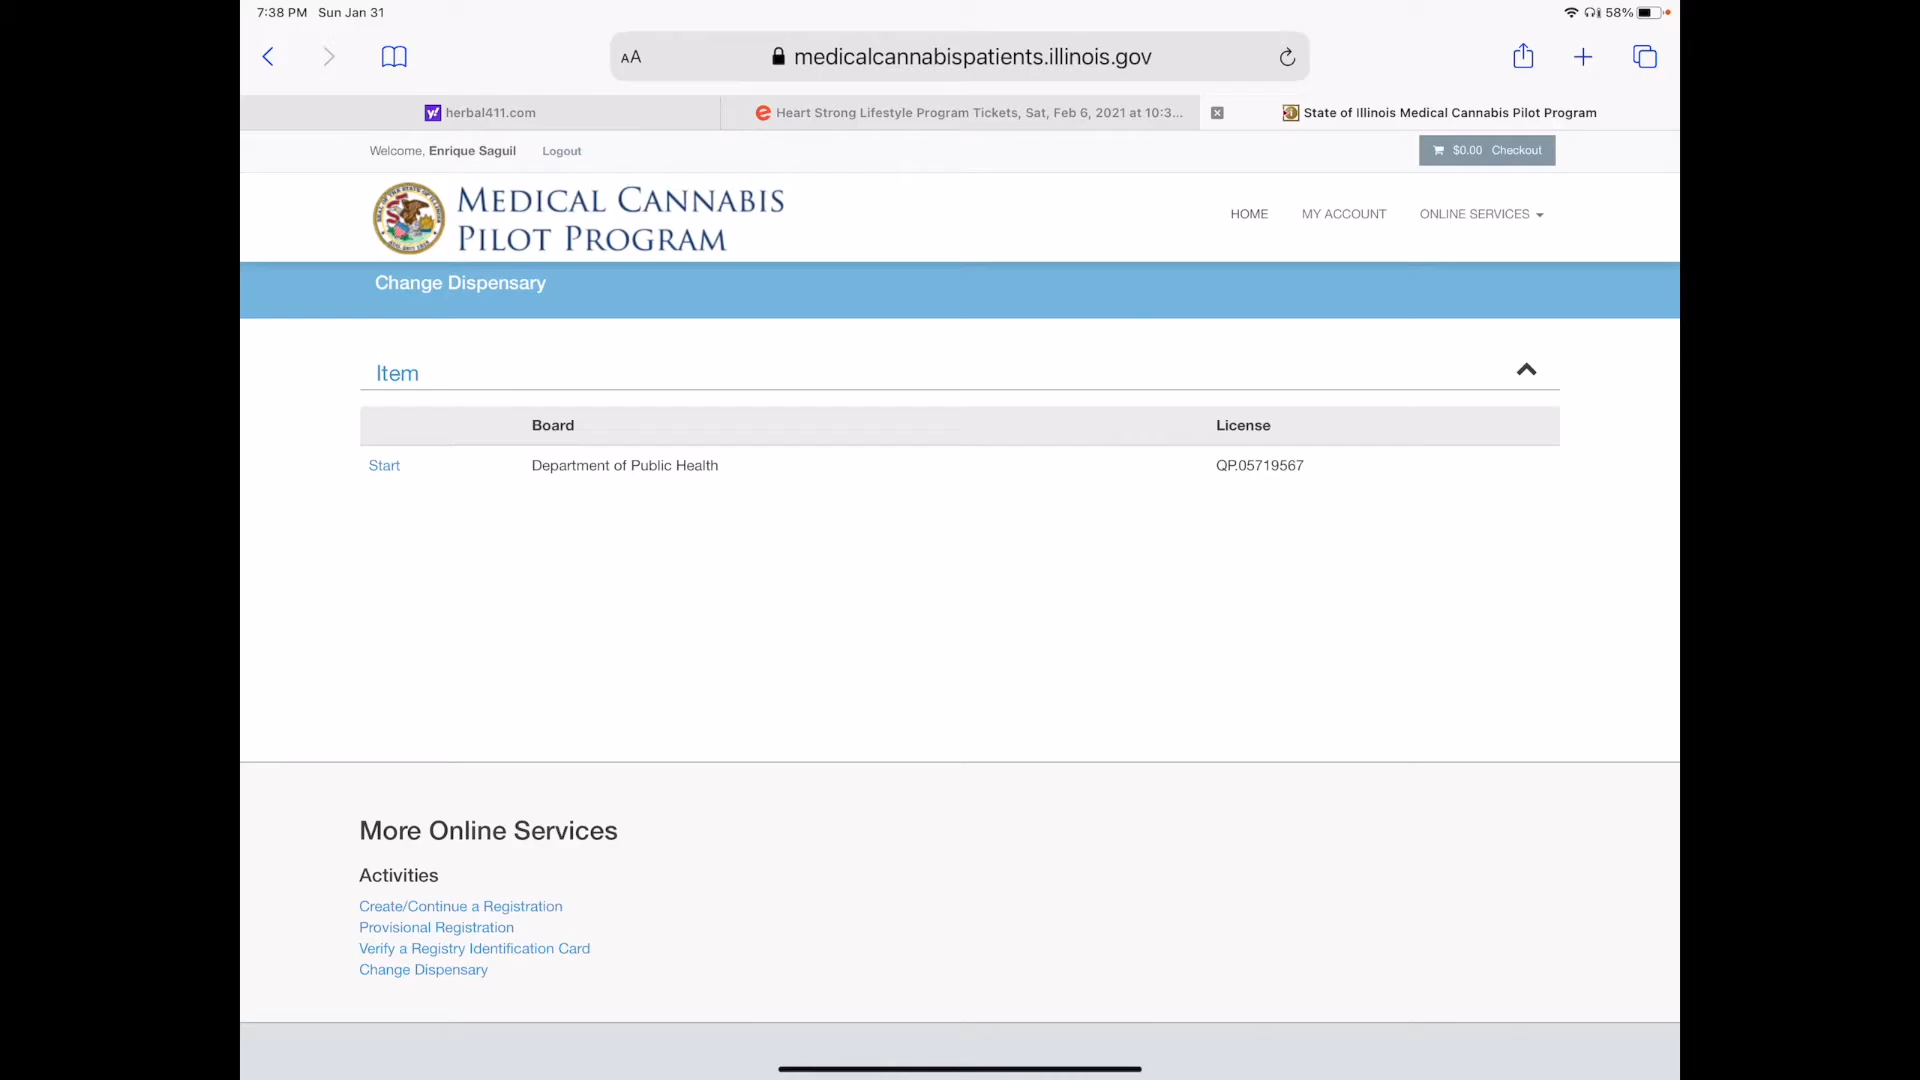 7:38 PM Sun Jan 31
58%
AA medicalcannabispatients.illinois.gov
herbal411.com
Heart Strong Lifestyle Program Tickets, Sat, Feb 6, 2021 at 10:3...
State of Illinois Medical Cannabis Pilot Program
Welcome, Enrique Saguil Logout
$0.00 Checkout
MEDICAL CANNABIS
PILOT PROGRAM
HOME MY ACCOUNT ONLINE SERVICES
Change Dispensary
Item
Board License
Start Department of Public Health QP.05719567
More Online Services
Activities
Create/Continue a Registration
Provisional Registration
Verify a Registry Identification Card
Change Dispensary